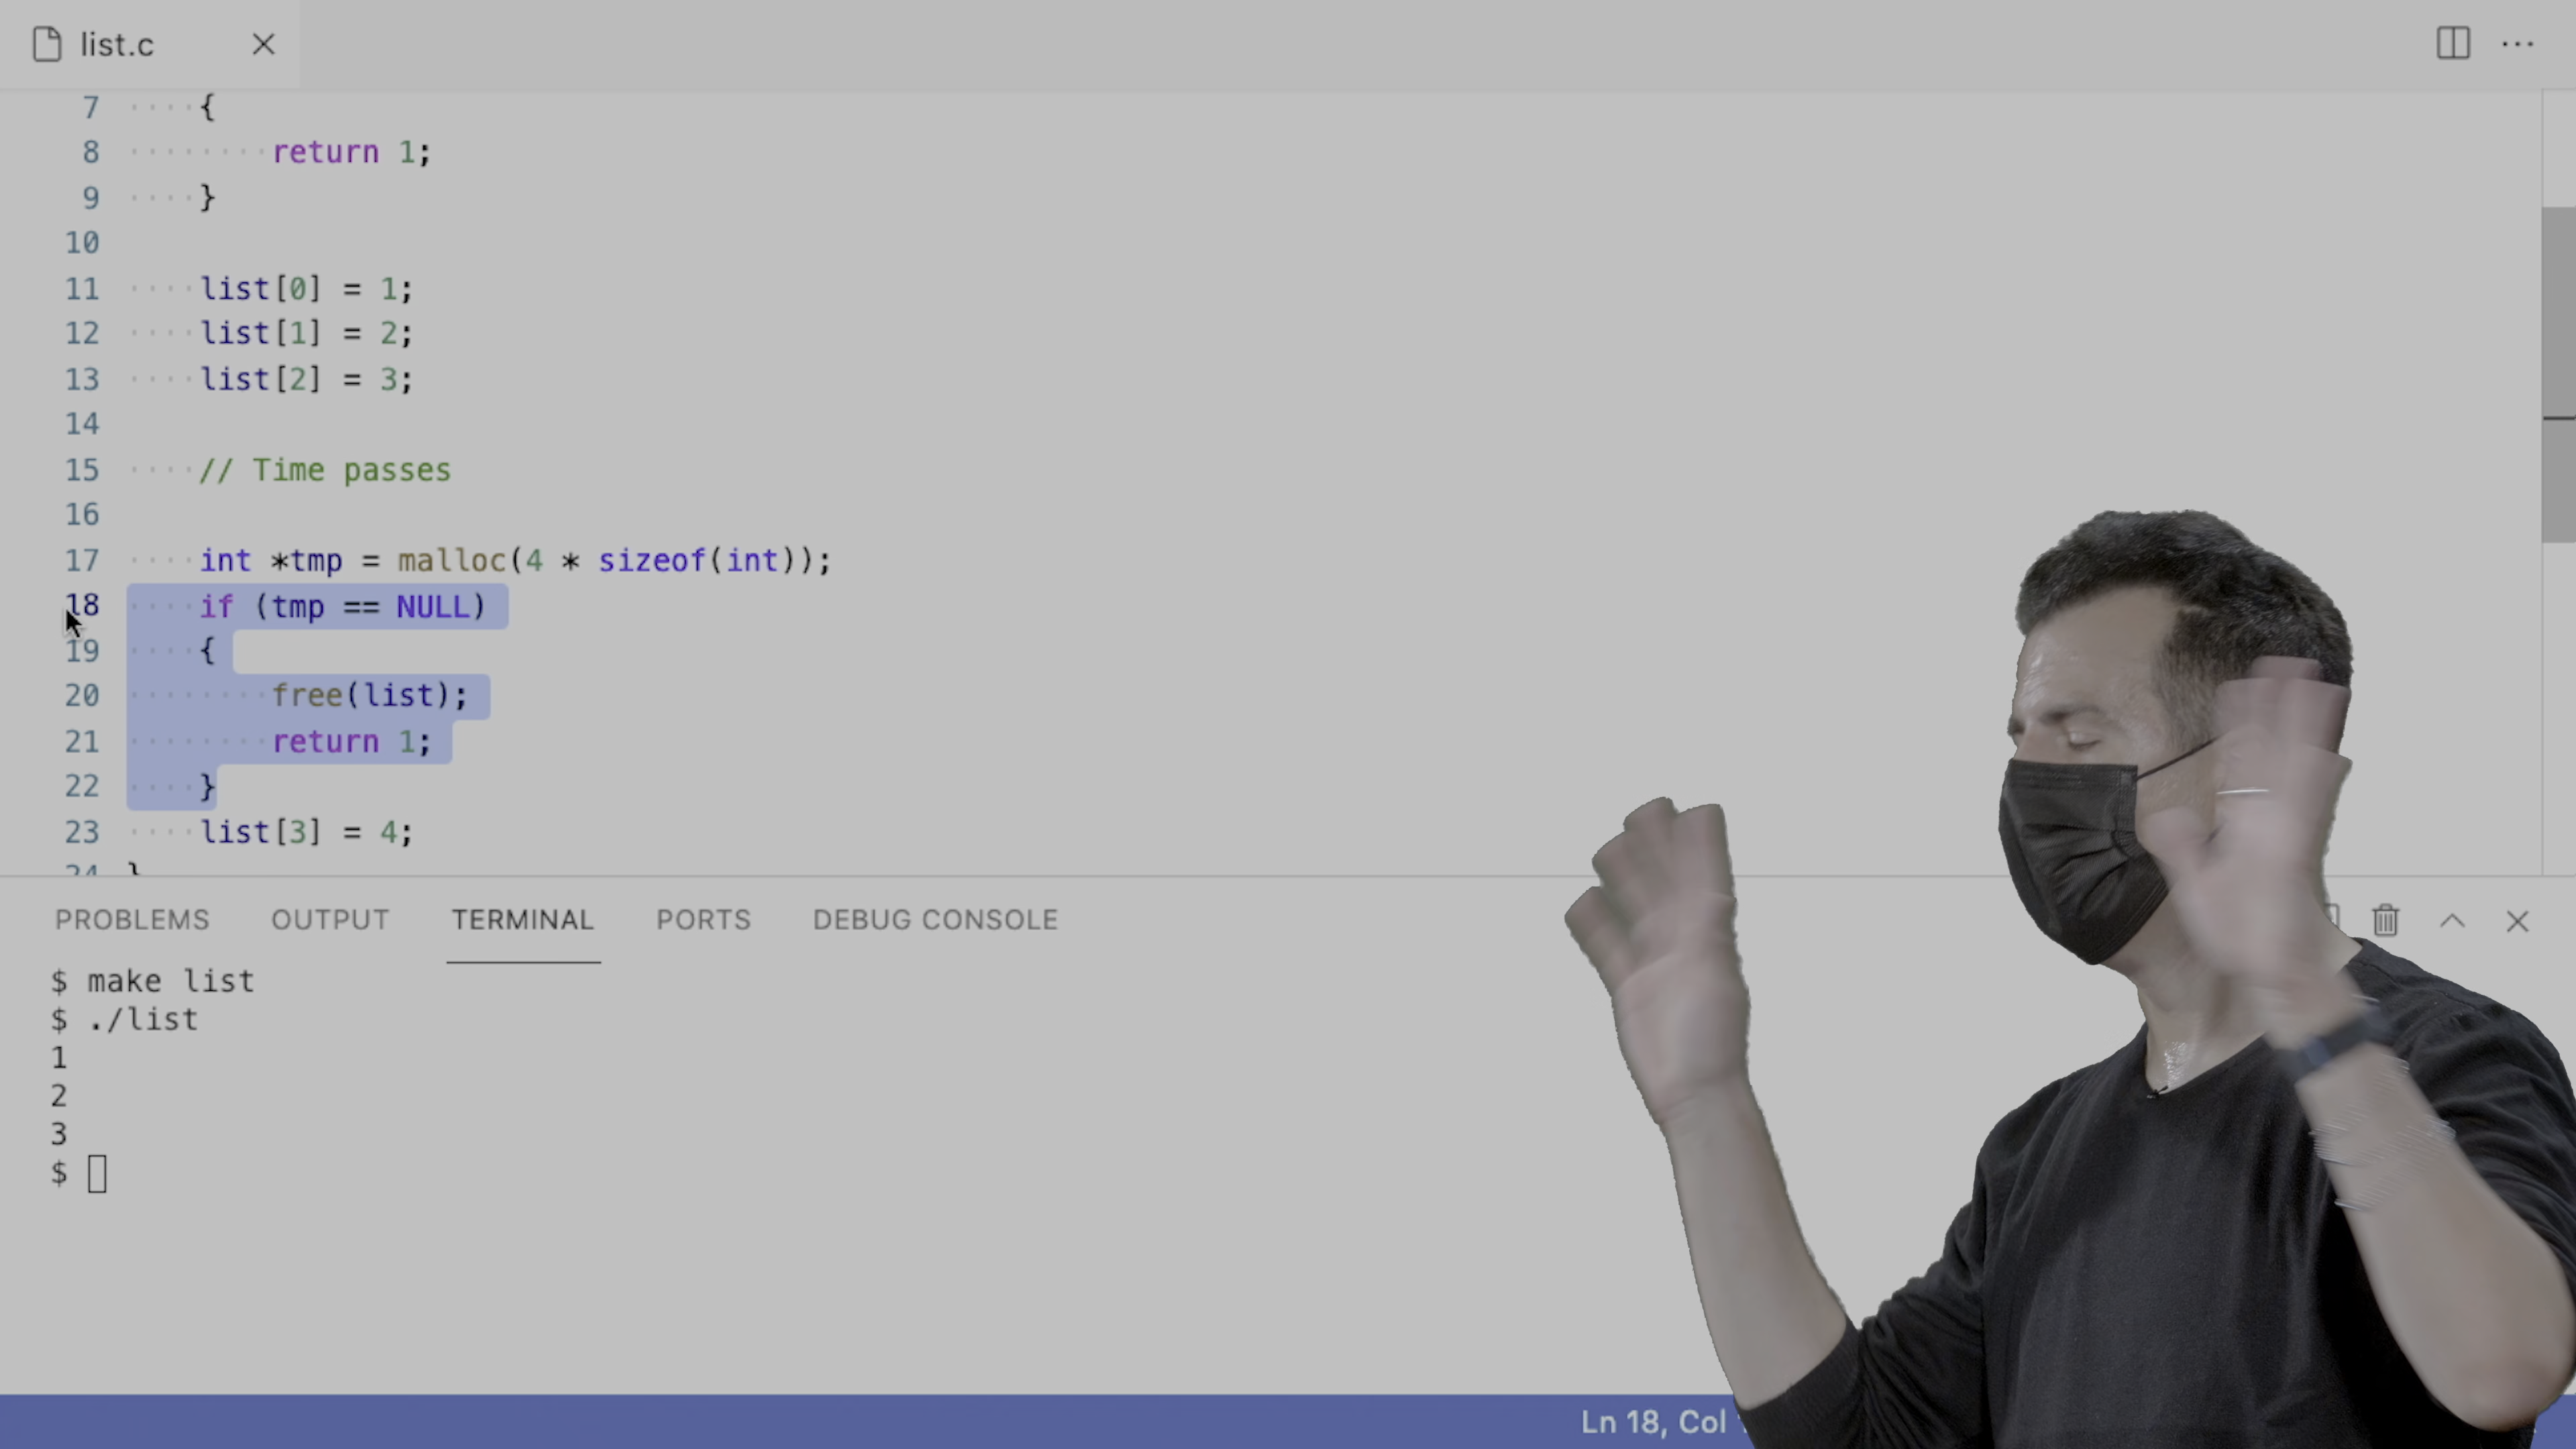 list.c
7 {
8 return 1;
9 }
10
11 list[0] = 1;
12 list[1] = 2;
13 list[2] = 3;
14
15 // Time passes
16
17 int *tmp = malloc(4 * sizeof(int));
18 if (tmp == NULL)
19 {
20 free(list);
21 return 1;
22 }
23 list[3] = 4;
24 }
PROBLEMS OUTPUT TERMINAL PORTS DEBUG CONSOLE
$ make list
$ ./list
1
2
3
$
Ln 18, Col